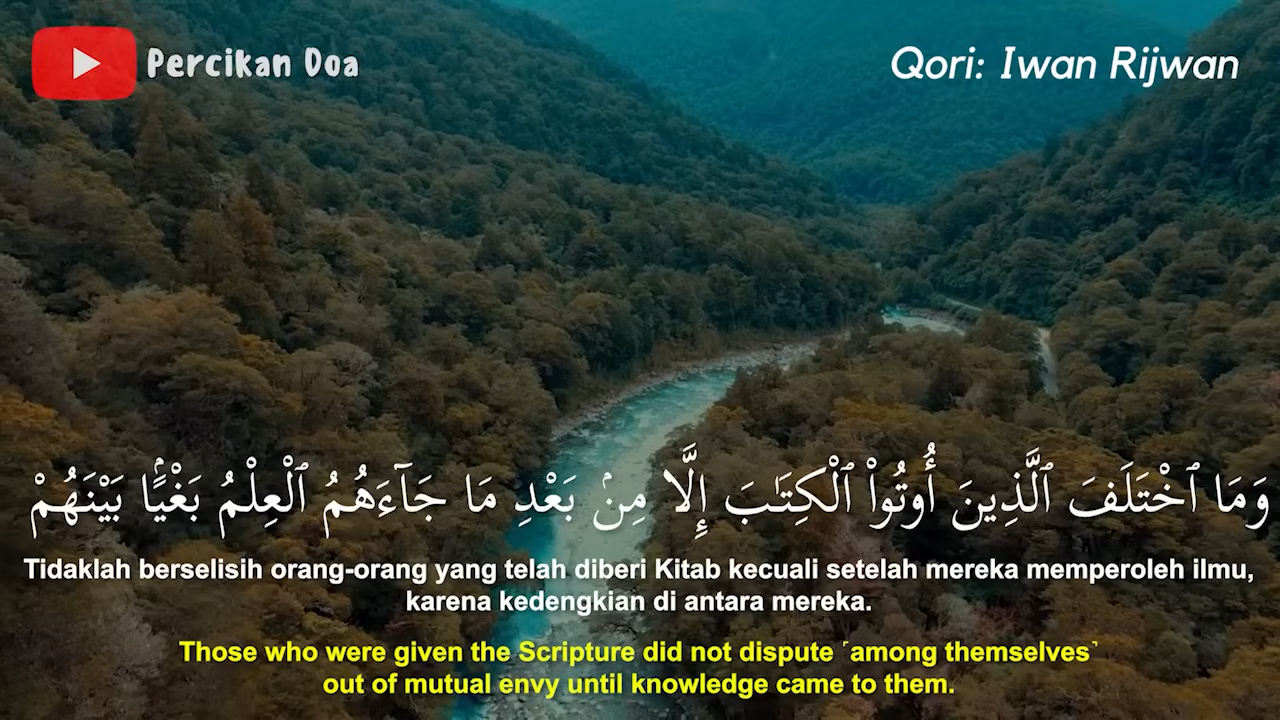 Percikan Doa
Qori: Iwan Rijwan
وَمَا ٱخْتَلَفَ ٱلَّذِينَ أُوتُوا۟ ٱلْكِتَـٰبَ إِلَّا مِنۢ بَعْدِ مَا جَآءَهُمُ ٱلْعِلْمُ بَغْيًۢا بَيْنَهُمْ
Tidaklah berselisih orang-orang yang telah diberi Kitab kecuali setelah mereka memperoleh ilmu,
karena kedengkian di antara mereka.
Those who were given the Scripture did not dispute ˹among themselves˺
out of mutual envy until knowledge came to them.